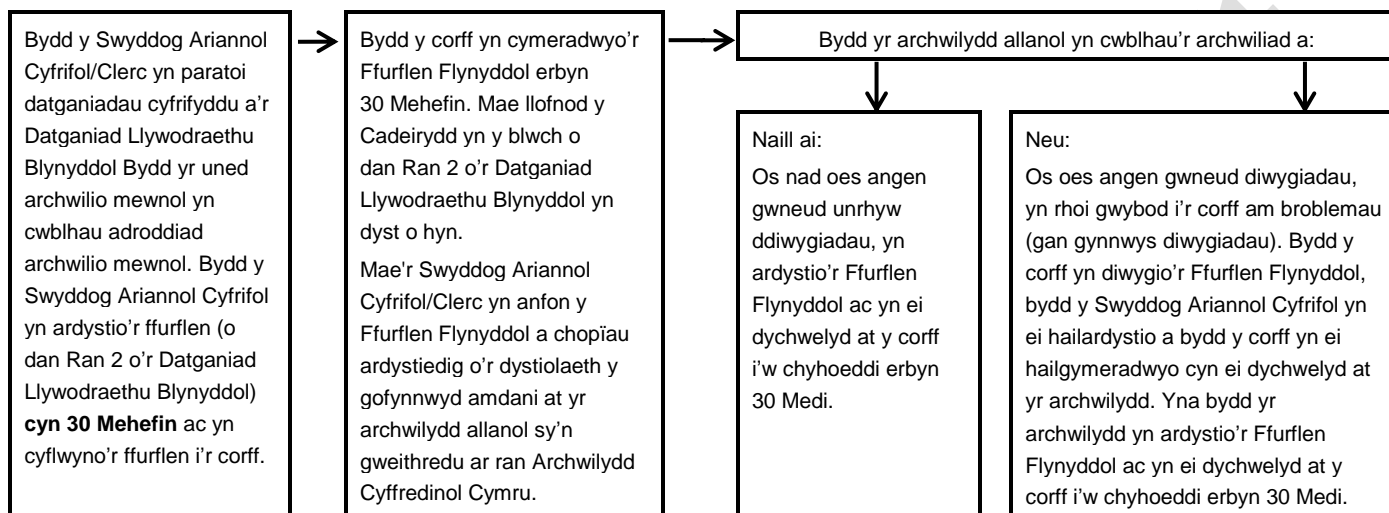 Bydd y Swyddog Ariannol
Cyfrifol/Clerc yn paratoi
datganiadau cyfrifyddu a'r
Datganiad Llywodraethu
Blynyddol Bydd yr uned
archwilio mewnol yn
cwblhau adroddiad
archwilio mewnol. Bydd y
Swyddog Ariannol Cyfrifol
yn ardystio’r ffurflen (o
dan Ran 2 o'r Datganiad
Llywodraethu Blynyddol)
cyn 30 Mehefin ac yn
cyflwyno’r ffurflen i’r corff.
Bydd y corff yn cymeradwyo’r
Ffurflen Flynyddol erbyn
30 Mehefin. Mae llofnod y
Cadeirydd yn y blwch o
dan Ran 2 o'r Datganiad
Llywodraethu Blynyddol yn
dyst o hyn.
Mae'r Swyddog Ariannol
Cyfrifol/Clerc yn anfon y
Ffurflen Flynyddol a chopïau
ardystiedig o’r dystiolaeth y
gofynnwyd amdani at yr
archwilydd allanol sy’n
gweithredu ar ran Archwilydd
Cyffredinol Cymru.
Bydd yr archwilydd allanol yn cwblhau'r archwiliad a:
Naill ai:
Os nad oes angen
gwneud unrhyw
ddiwygiadau, yn
ardystio’r Ffurflen
Flynyddol ac yn ei
dychwelyd at y corff
i’w chyhoeddi erbyn
30 Medi.
Neu:
Os oes angen gwneud diwygiadau,
yn rhoi gwybod i’r corff am broblemau
(gan gynnwys diwygiadau). Bydd y
corff yn diwygio’r Ffurflen Flynyddol,
bydd y Swyddog Ariannol Cyfrifol yn
ei hailardystio a bydd y corff yn ei
hailgymeradwyo cyn ei dychwelyd at
yr archwilydd. Yna bydd yr
archwilydd yn ardystio'r Ffurflen
Flynyddol ac yn ei dychwelyd at y
corff i’w chyhoeddi erbyn 30 Medi.